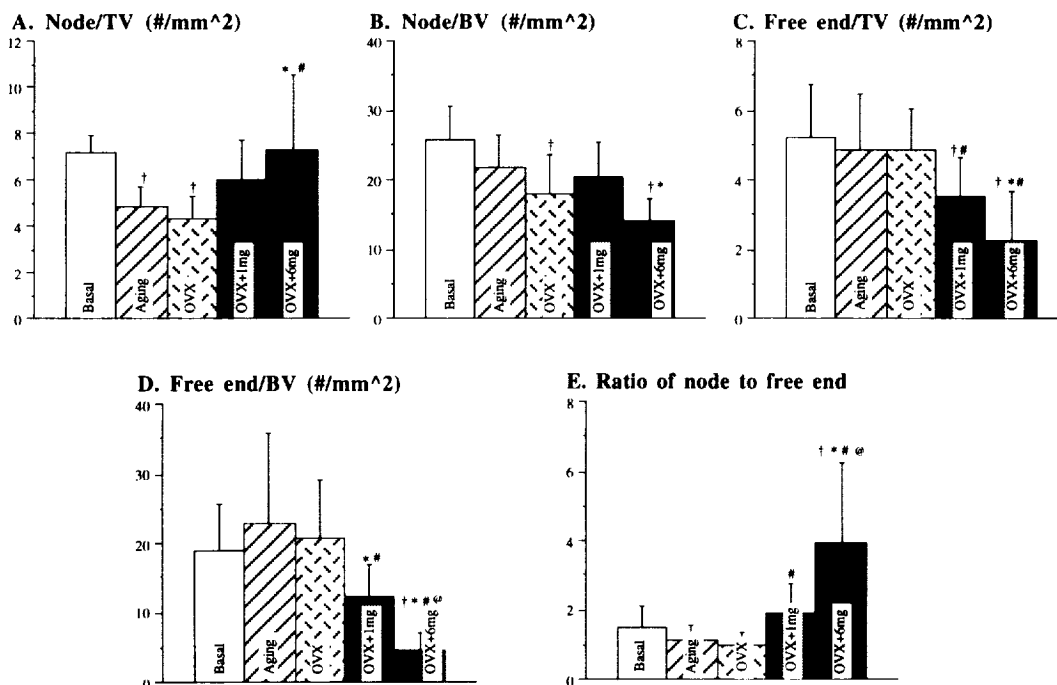 A. Node/TV (#/mm^2)
12
10
8
6
4
2
0
†
†
* #
Basal
Aging
OVX
OVX+1mg
OVX+6mg
B. Node/BV (#/mm^2)
40
30
20
10
0
†
† *
Basal
Aging
OVX
OVX+1mg
OVX+6mg
C. Free end/TV (#/mm^2)
8
6
4
2
0
† #
† * #
Basal
Aging
OVX
OVX+1mg
OVX+6mg
D. Free end/BV (#/mm^2)
40
30
20
10
0
* #
† * # @
Basal
Aging
OVX
OVX+1mg
OVX+6mg
E. Ratio of node to free end
8
6
4
2
0
#
† * # @
Basal
Aging
OVX
OVX+1mg
OVX+6mg